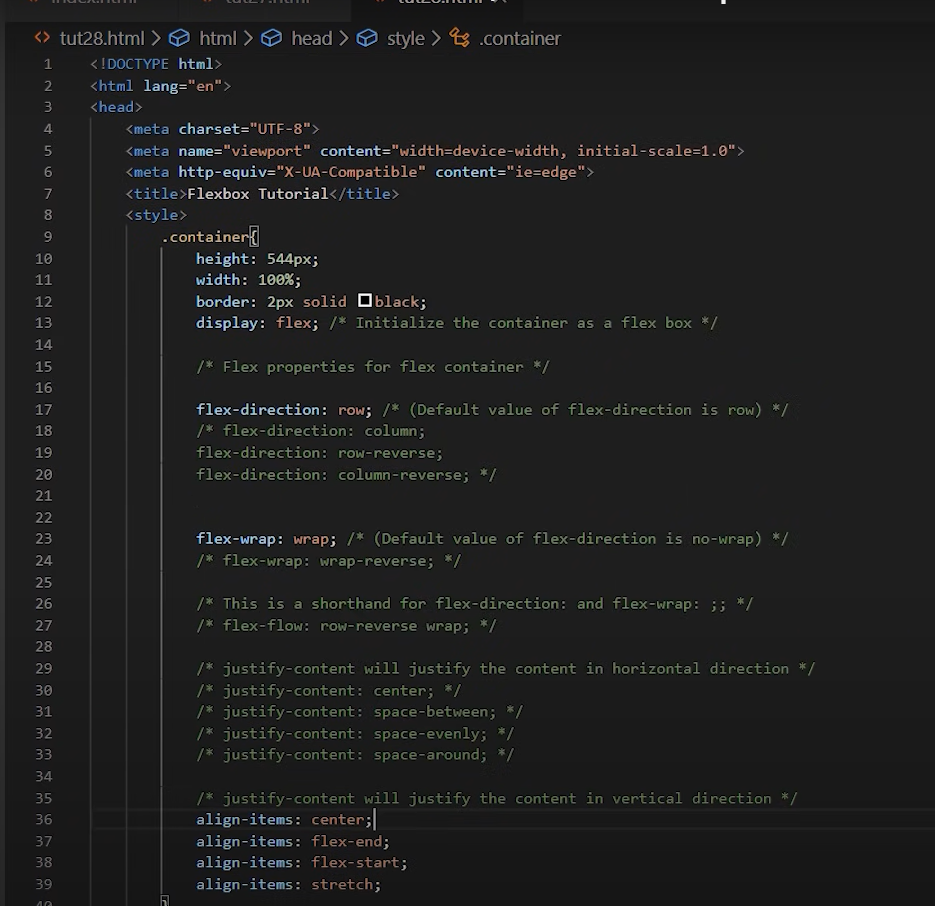 tut28.html > html > head > style > .container
1 <!DOCTYPE html>
2 <html lang="en">
3 <head>
4 <meta charset="UTF-8">
5 <meta name="viewport" content="width=device-width, initial-scale=1.0">
6 <meta http-equiv="X-UA-Compatible" content="ie=edge">
7 <title>Flexbox Tutorial</title>
8 <style>
9 .container{
10 height: 544px;
11 width: 100%;
12 border: 2px solid black;
13 display: flex; /* Initialize the container as a flex box */
14
15 /* Flex properties for flex container */
16
17 flex-direction: row; /* (Default value of flex-direction is row) */
18 /* flex-direction: column;
19 flex-direction: row-reverse;
20 flex-direction: column-reverse; */
21
22
23 flex-wrap: wrap; /* (Default value of flex-direction is no-wrap) */
24 /* flex-wrap: wrap-reverse; */
25
26 /* This is a shorthand for flex-direction: and flex-wrap: ;; */
27 /* flex-flow: row-reverse wrap; */
28
29 /* justify-content will justify the content in horizontal direction */
30 /* justify-content: center; */
31 /* justify-content: space-between; */
32 /* justify-content: space-evenly; */
33 /* justify-content: space-around; */
34
35 /* justify-content will justify the content in vertical direction */
36 align-items: center;
37 align-items: flex-end;
38 align-items: flex-start;
39 align-items: stretch;
}